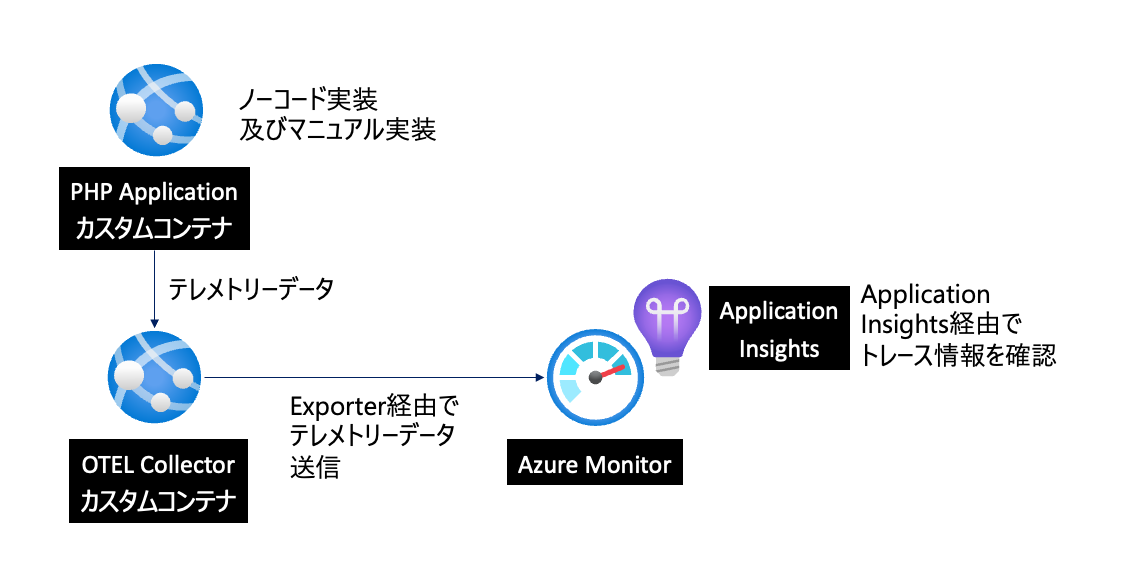 ノーコード実装
及びマニュアル実装
PHP Application
カスタムコンテナ
テレメトリーデータ
Application
Insights
Application
Insights経由で
トレース情報を確認
Exporter経由で
テレメトリーデータ
送信
OTEL Collector
カスタムコンテナ
Azure Monitor